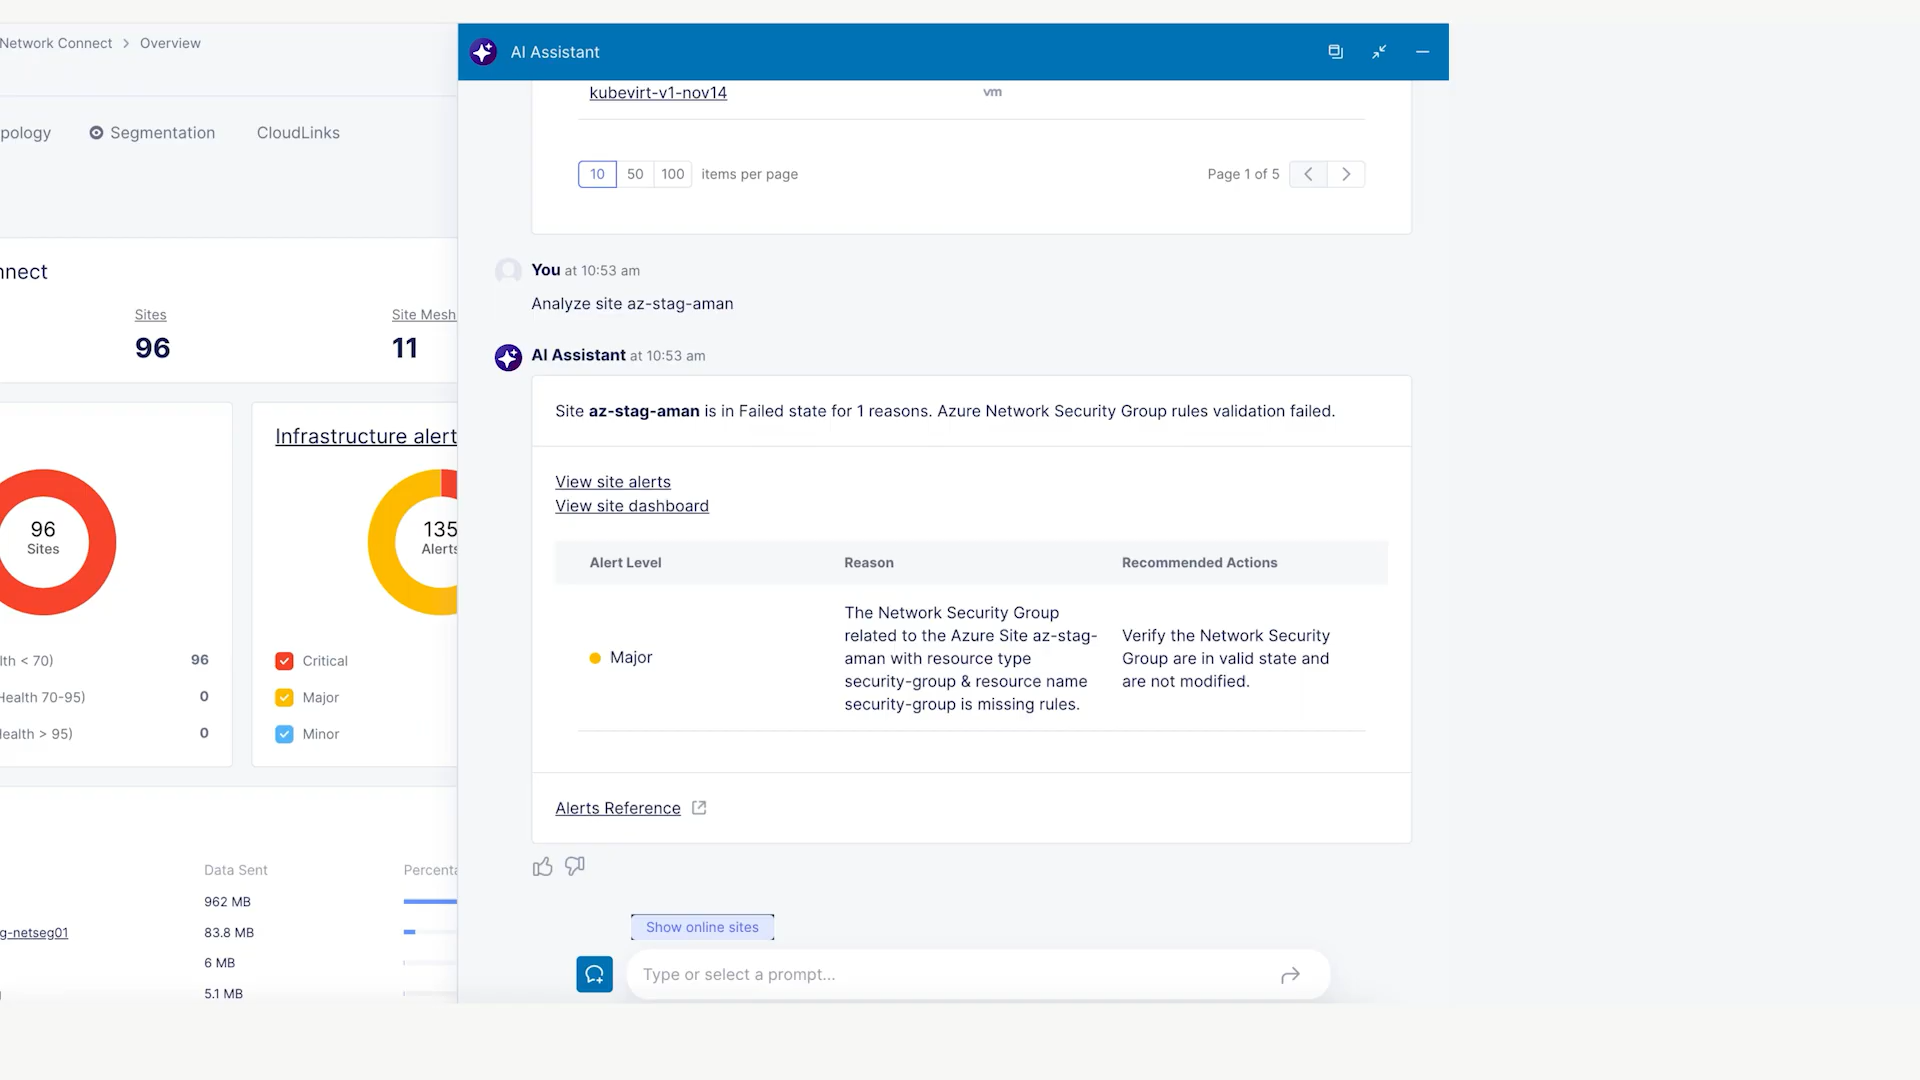 Network Connect > Overview
pology
Segmentation
CloudLinks
nnect
Sites
96
Site Mesh
11
96
Sites
lth < 70) 96
Health 70-95) 0
ealth > 95) 0
Infrastructure alert
135
Alerts
Critical
Major
Minor
Data Sent
Percenta
962 MB
g-netseg01
83.8 MB
6 MB
5.1 MB
AI Assistant
kubevirt-v1-nov14
vm
10 50 100 items per page
Page 1 of 5
You at 10:53 am
Analyze site az-stag-aman
AI Assistant at 10:53 am
Site az-stag-aman is in Failed state for 1 reasons. Azure Network Security Group rules validation failed.
View site alerts
View site dashboard
Alert Level
Reason
Recommended Actions
Major
The Network Security Group
related to the Azure Site az-stag-
aman with resource type
security-group & resource name
security-group is missing rules.
Verify the Network Security
Group are in valid state and
are not modified.
Alerts Reference
Show online sites
Type or select a prompt...